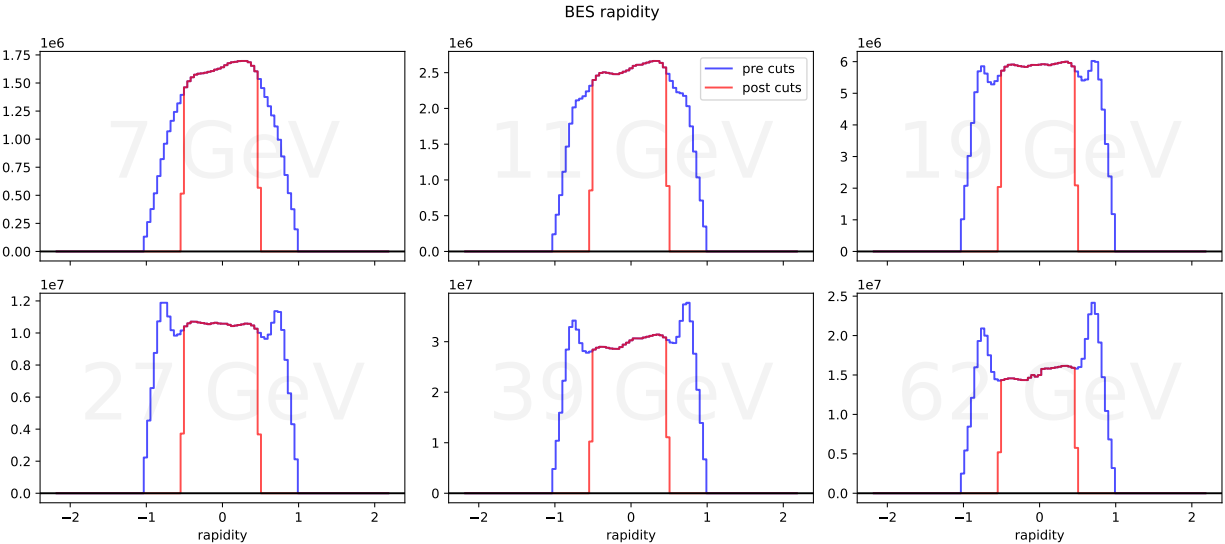 BES rapidity
1e6
1.75
1.50
1.25
1.00
0.75
0.50
0.25
0.00
7 GeV
1e6
2.5
2.0
1.5
1.0
0.5
0.0
11 GeV
pre cuts
post cuts
1e6
6
5
4
3
2
1
0
19 GeV
1e7
1.2
1.0
0.8
0.6
0.4
0.2
0.0
27 GeV
−2 −1 0 1 2
rapidity
1e7
3
2
1
0
39 GeV
−2 −1 0 1 2
rapidity
1e7
2.5
2.0
1.5
1.0
0.5
0.0
62 GeV
−2 −1 0 1 2
rapidity